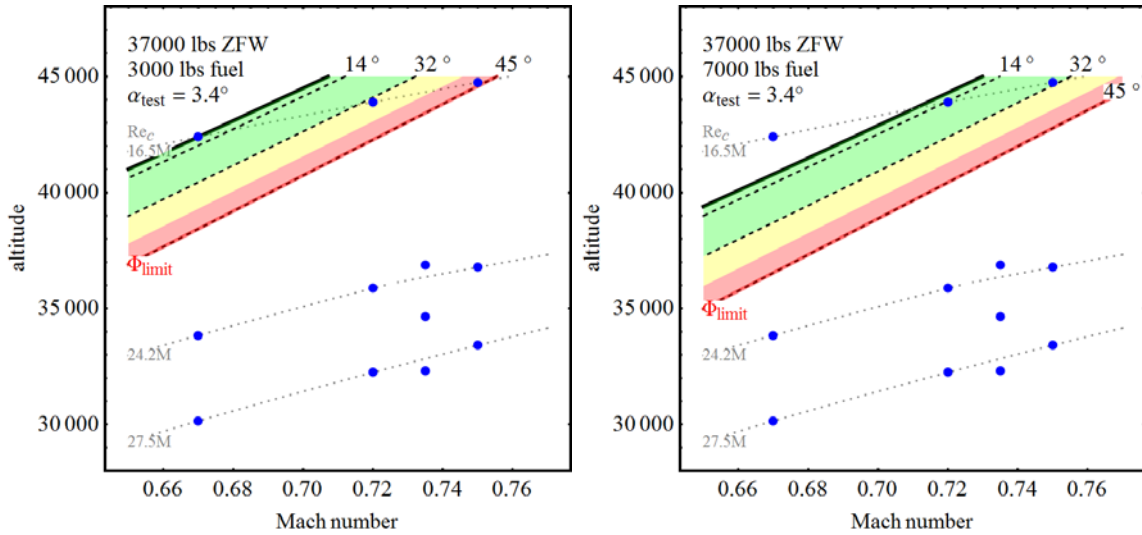 37000 lbs ZFW
3000 lbs fuel
αtest = 3.4°
14 °
32 °
45 °
45 000
40 000
35 000
30 000
altitude
Rec
16.5M
Φlimit
24.2M
27.5M
0.66 0.68 0.70 0.72 0.74 0.76
Mach number
37000 lbs ZFW
7000 lbs fuel
αtest = 3.4°
14 °
32 °
45 °
45 000
40 000
35 000
30 000
altitude
Rec
16.5M
Φlimit
24.2M
27.5M
0.66 0.68 0.70 0.72 0.74 0.76
Mach number